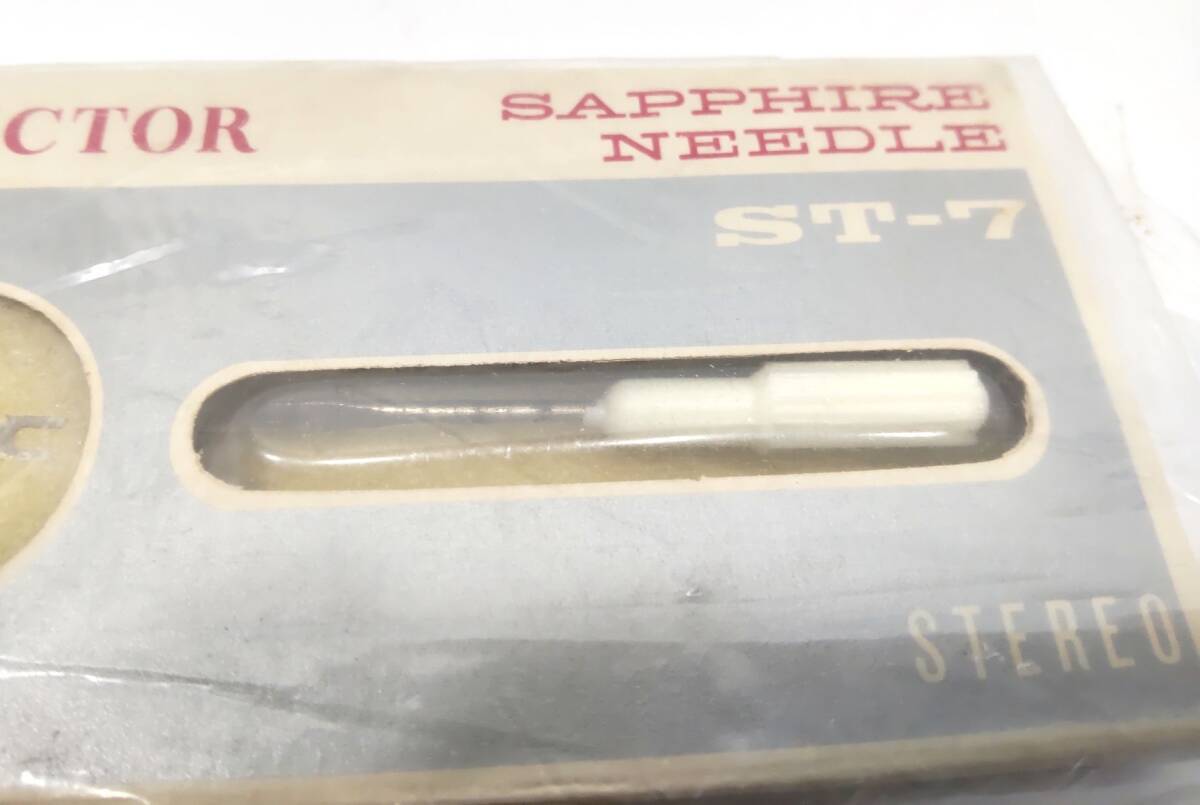 CTOR
SAPPHIRE
NEEDLE
ST-7
STEREO